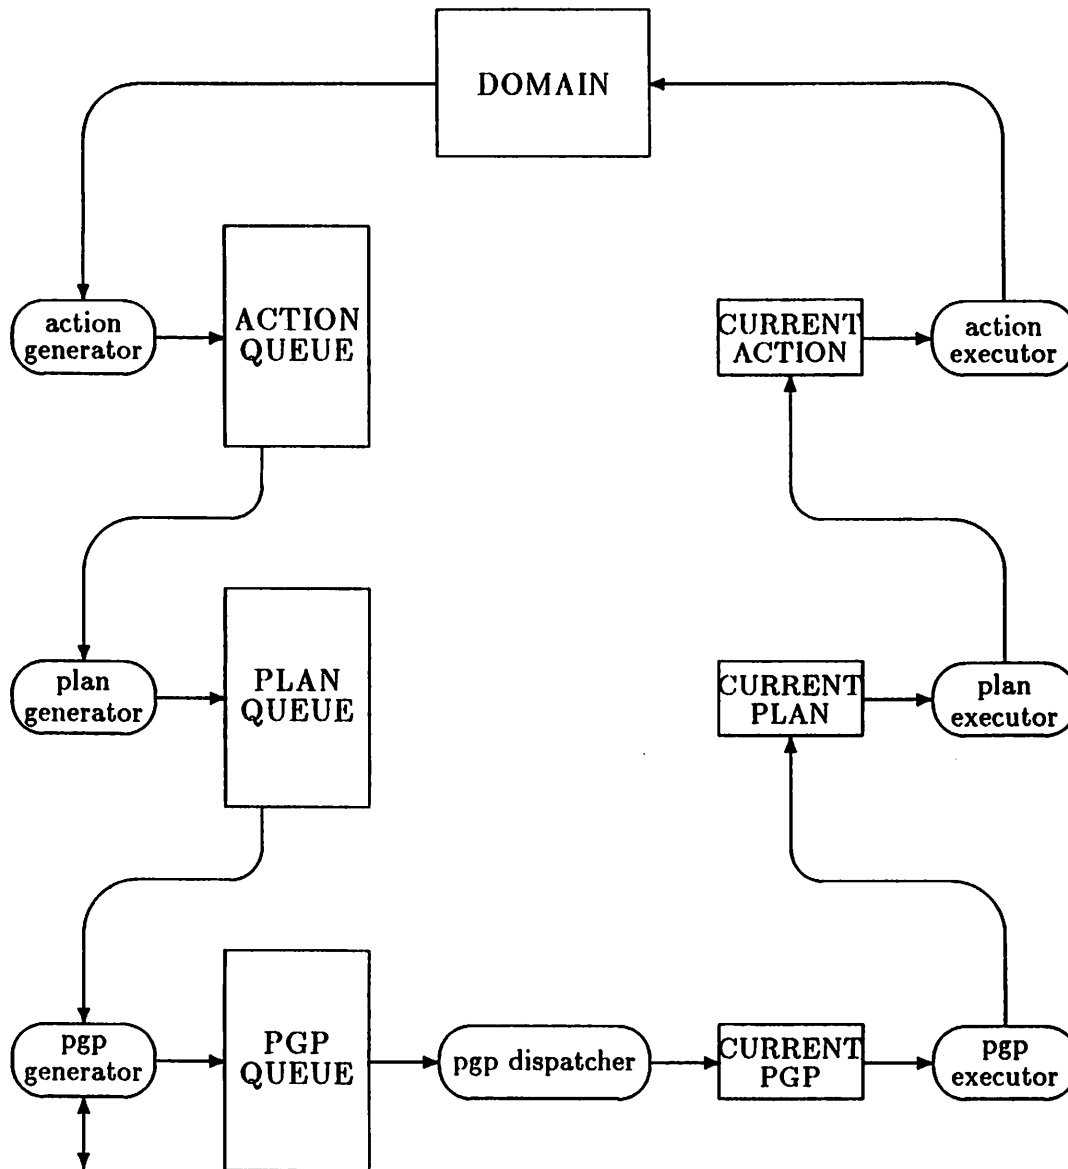 DOMAIN
action
generator
ACTION
QUEUE
CURRENT
ACTION
action
executor
plan
generator
PLAN
QUEUE
CURRENT
PLAN
plan
executor
pgp
generator
PGP
QUEUE
pgp dispatcher
CURRENT
PGP
pgp
executor